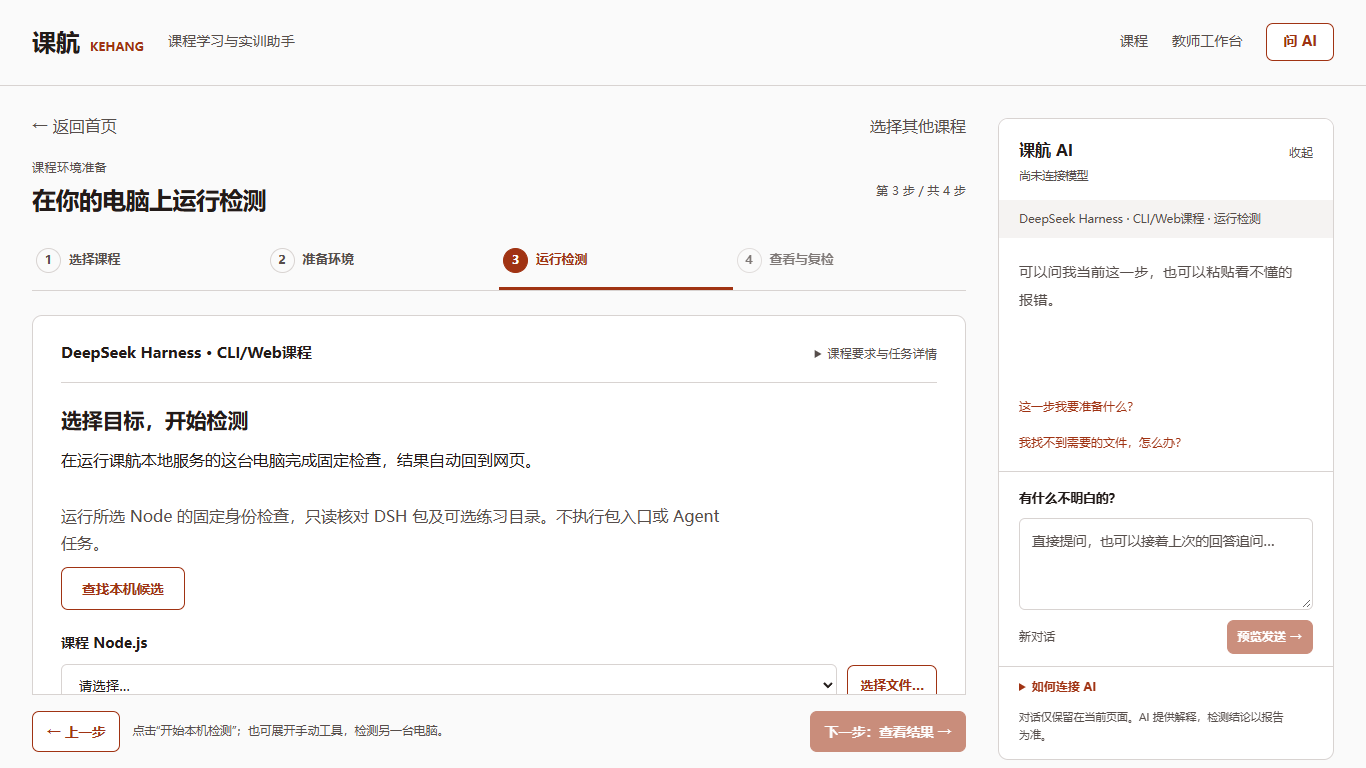 课航 KEHANG 课程学习与实训助手
课程 教师工作台 问 AI
← 返回首页
选择其他课程
课程环境准备
在你的电脑上运行检测
第 3 步 / 共 4 步
1 选择课程
2 准备环境
3 运行检测
4 查看与复检
DeepSeek Harness • CLI/Web课程
▶ 课程要求与任务详情
选择目标，开始检测
在运行课航本地服务的这台电脑完成固定检查，结果自动回到网页。
运行所选 Node 的固定身份检查，只读核对 DSH 包及可选练习目录。不执行包入口或 Agent
任务。
查找本机候选
课程 Node.js
请选择...
选择文件...
← 上一步
点击“开始本机检测”；也可展开手动工具，检测另一台电脑。
下一步：查看结果 →
课航 AI
收起
尚未连接模型
DeepSeek Harness · CLI/Web课程 · 运行检测
可以问我当前这一步，也可以粘贴看不懂的
报错。
这一步我要准备什么？
我找不到需要的文件，怎么办？
有什么不明白的？
直接提问，也可以接着上次的回答追问...
新对话
预览发送 →
▶ 如何连接 AI
对话仅保留在当前页面。AI 提供解释，检测结论以报告
为准。